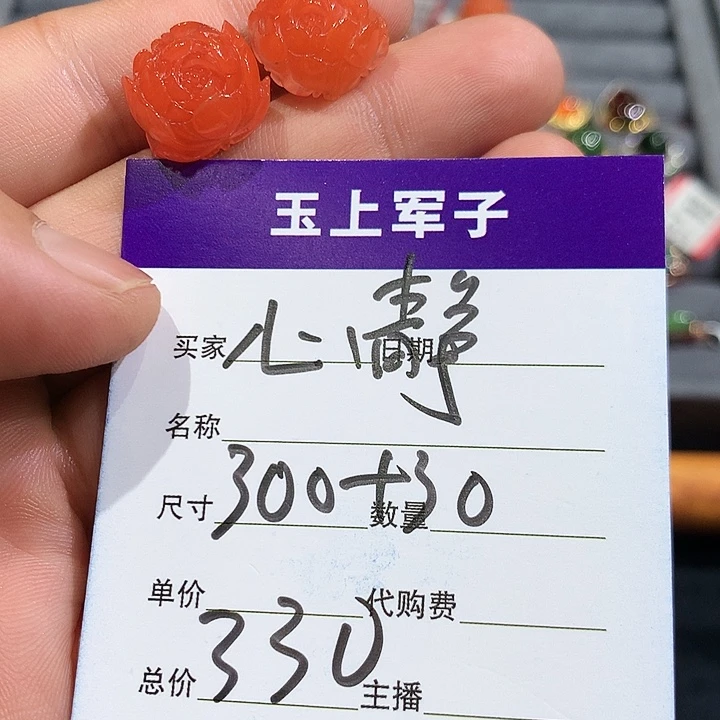 玉上军子
买家 心静 日期
名称
300+30
尺寸 数量
单价 代购费
330
总价 主播